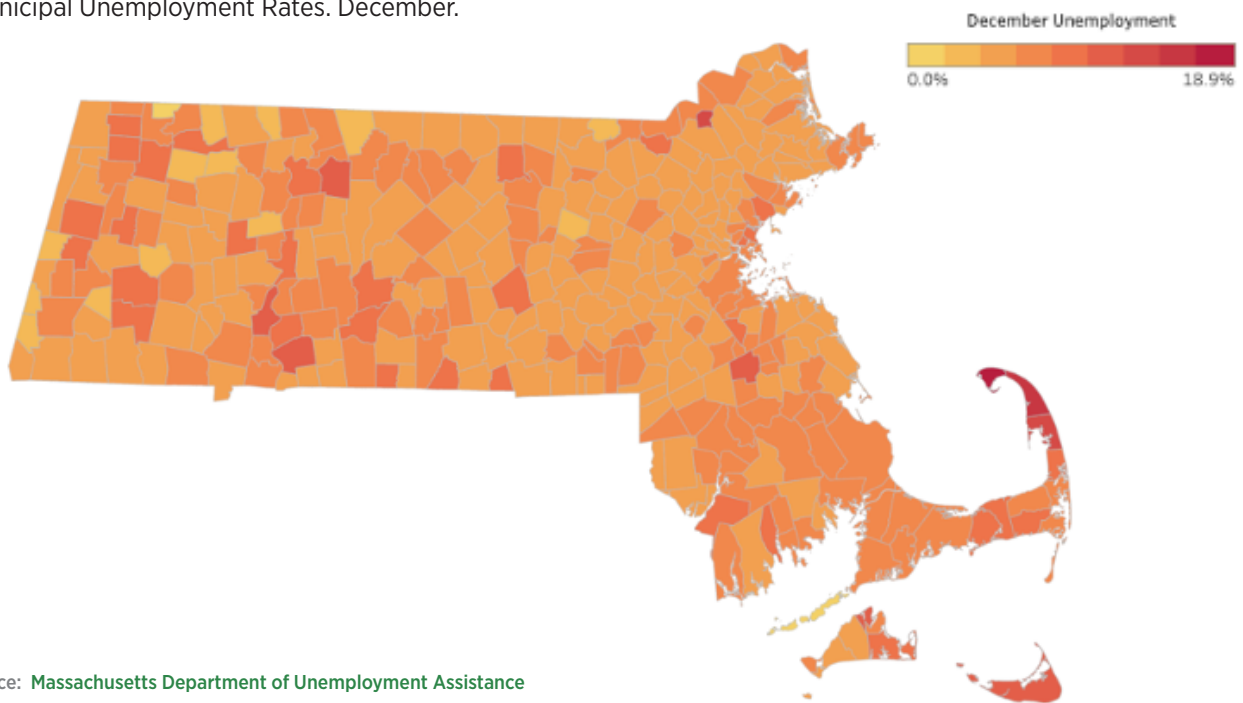 nicipal Unemployment Rates. December.
December Unemployment
0.0% 18.9%
ce: Massachusetts Department of Unemployment Assistance